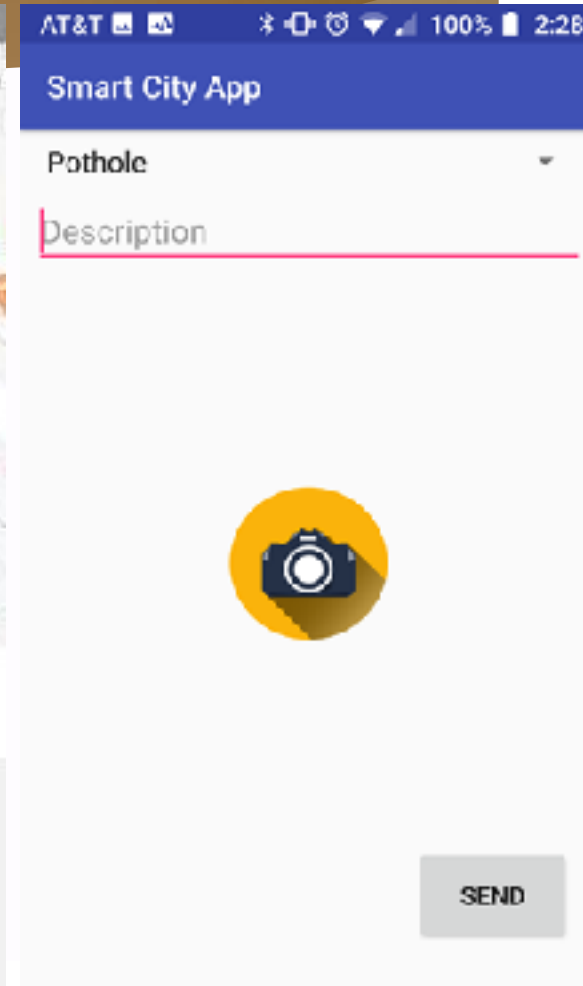 AT&T 100% 2:28
Smart City App
Pothole
Description
SEND